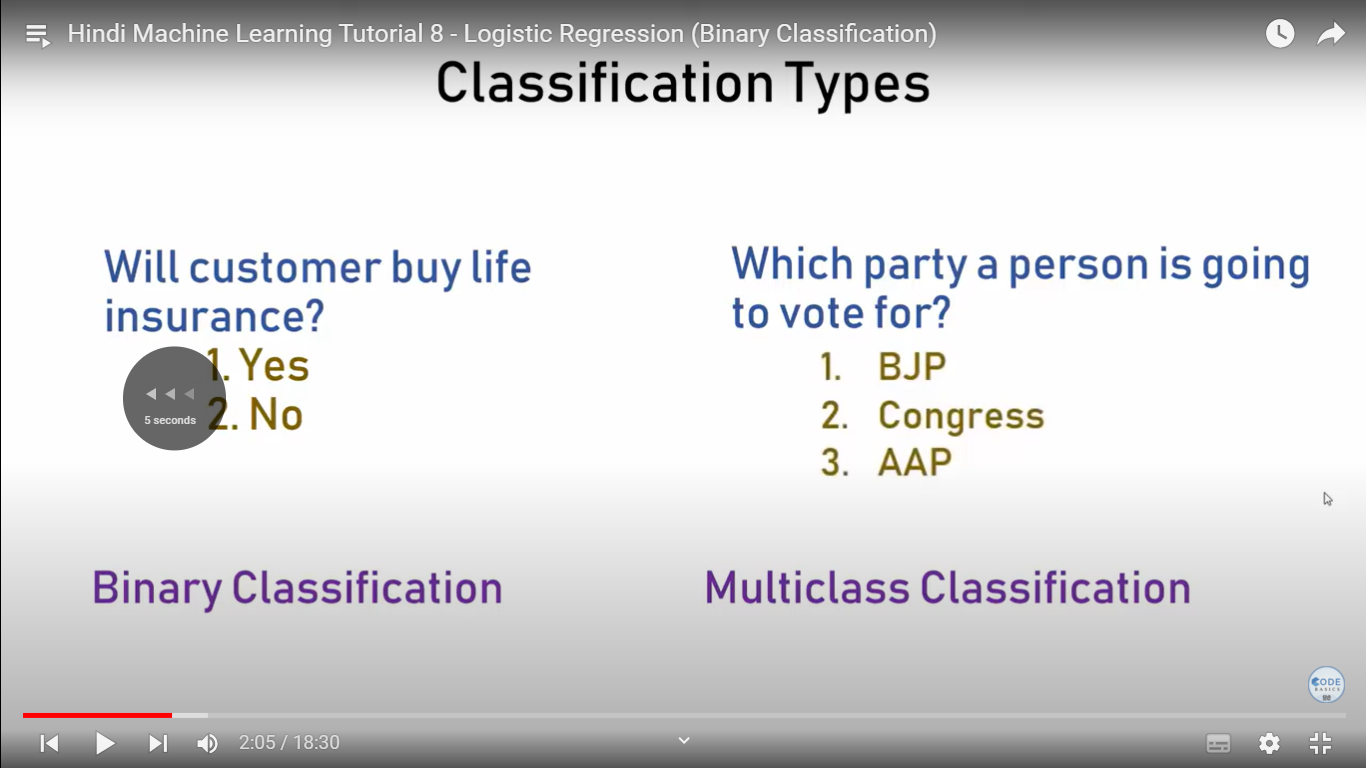 Hindi Machine Learning Tutorial 8 - Logistic Regression (Binary Classification)
Classification Types
Will customer buy life
insurance?
1. Yes
2. No
5 seconds
Which party a person is going
to vote for?
1. BJP
2. Congress
3. AAP
Binary Classification
Multiclass Classification
CODE
BASICS
2:05 / 18:30